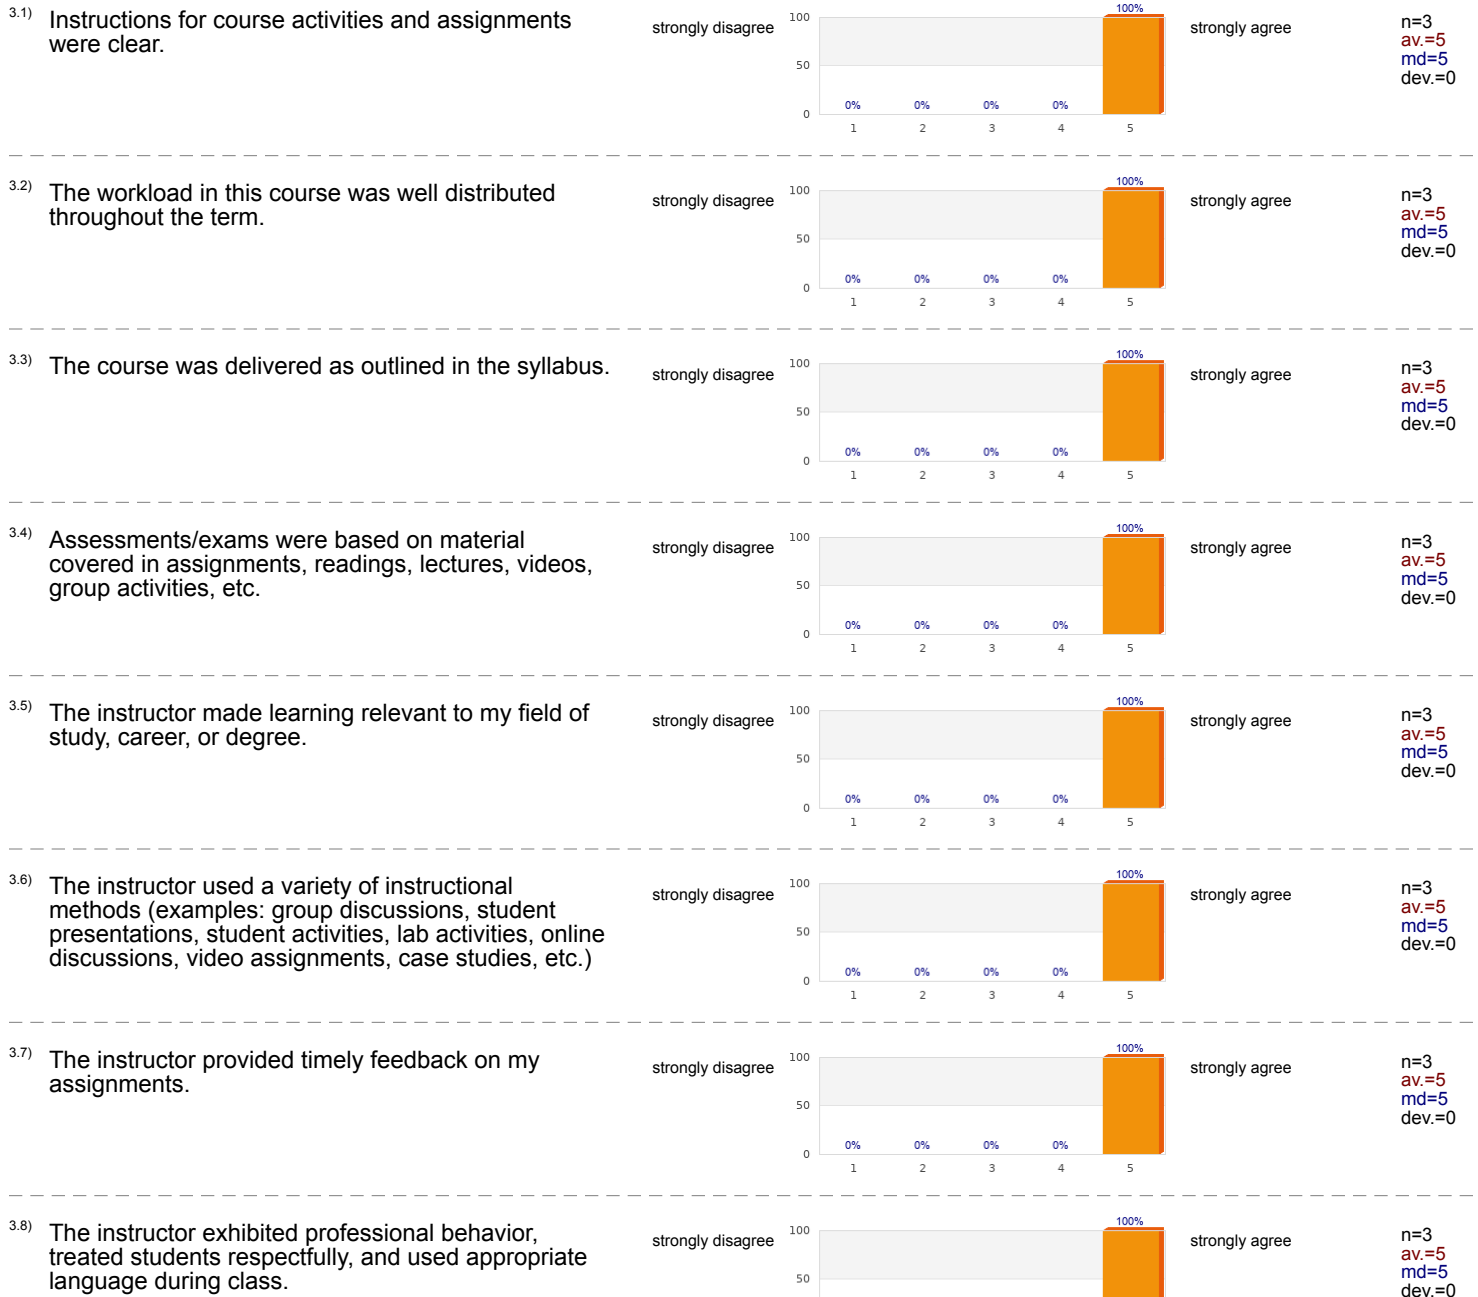 3.1) Instructions for course activities and assignments
were clear.
strongly disagree
100
50
0
100%
0% 0% 0% 0%
1 2 3 4 5
strongly agree
n=3
av.=5
md=5
dev.=0
3.2) The workload in this course was well distributed
throughout the term.
strongly disagree
100
50
0
100%
0% 0% 0% 0%
1 2 3 4 5
strongly agree
n=3
av.=5
md=5
dev.=0
3.3) The course was delivered as outlined in the syllabus.
strongly disagree
100
50
0
100%
0% 0% 0% 0%
1 2 3 4 5
strongly agree
n=3
av.=5
md=5
dev.=0
3.4) Assessments/exams were based on material
covered in assignments, readings, lectures, videos,
group activities, etc.
strongly disagree
100
50
0
100%
0% 0% 0% 0%
1 2 3 4 5
strongly agree
n=3
av.=5
md=5
dev.=0
3.5) The instructor made learning relevant to my field of
study, career, or degree.
strongly disagree
100
50
0
100%
0% 0% 0% 0%
1 2 3 4 5
strongly agree
n=3
av.=5
md=5
dev.=0
3.6) The instructor used a variety of instructional
methods (examples: group discussions, student
presentations, student activities, lab activities, online
discussions, video assignments, case studies, etc.)
strongly disagree
100
50
0
100%
0% 0% 0% 0%
1 2 3 4 5
strongly agree
n=3
av.=5
md=5
dev.=0
3.7) The instructor provided timely feedback on my
assignments.
strongly disagree
100
50
0
100%
0% 0% 0% 0%
1 2 3 4 5
strongly agree
n=3
av.=5
md=5
dev.=0
3.8) The instructor exhibited professional behavior,
treated students respectfully, and used appropriate
language during class.
strongly disagree
100
50
100%
strongly agree
n=3
av.=5
md=5
dev.=0